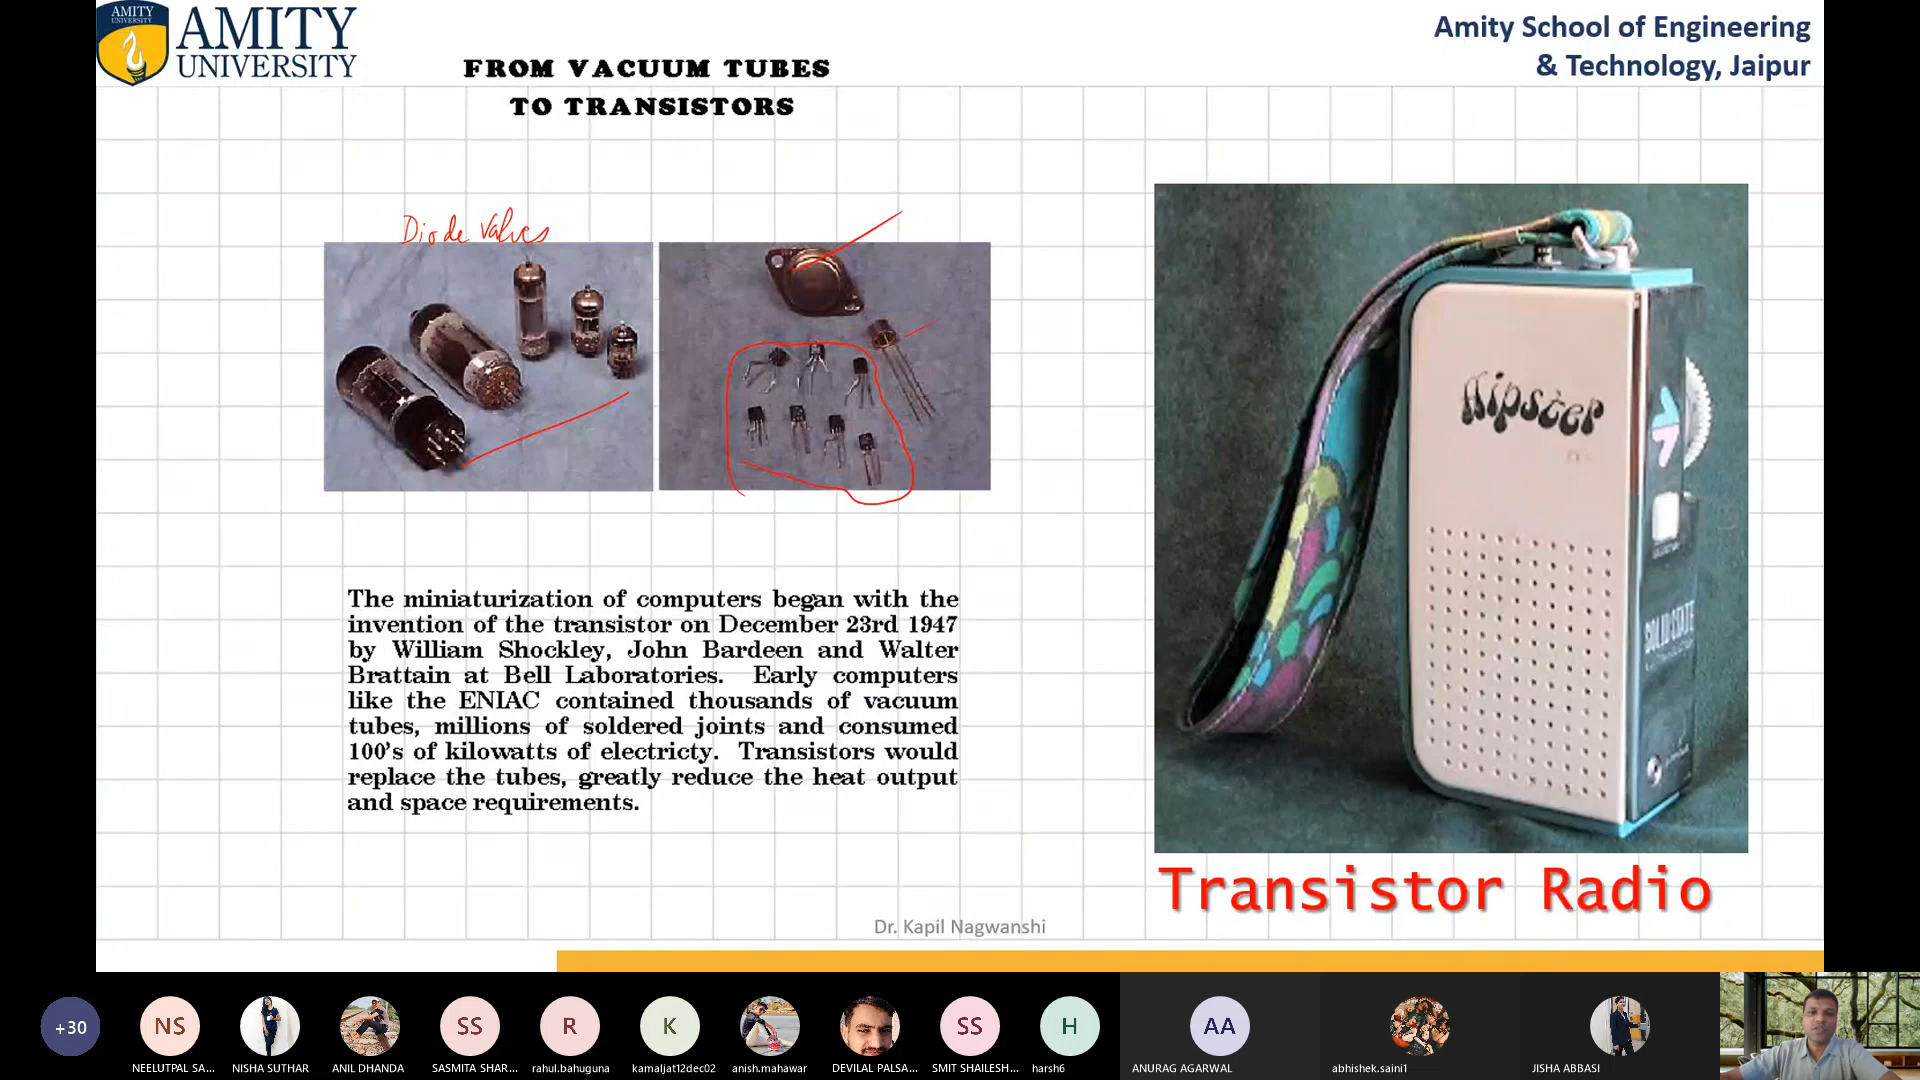 AMITY
UNIVERSITY
AMITY
UNIVERSITY
Amity School of Engineering
& Technology, Jaipur
FROM VACUUM TUBES
TO TRANSISTORS
Diode Valves
Hipster
SOLID STATE
The miniaturization of computers began with the
invention of the transistor on December 23rd 1947
by William Shockley, John Bardeen and Walter
Brattain at Bell Laboratories. Early computers
like the ENIAC contained thousands of vacuum
tubes, millions of soldered joints and consumed
100's of kilowatts of electricty. Transistors would
replace the tubes, greatly reduce the heat output
and space requirements.
Transistor Radio
Dr. Kapil Nagwanshi
+30
NS
SS
R
K
SS
H
AA
NEELUTPAL SA...
NISHA SUTHAR
ANIL DHANDA
SASMITA SHAR...
rahul.bahuguna
kamaljat12dec02
anish.mahawar
DEVILAL PALSA...
SMIT SHAILESH...
harsh6
ANURAG AGARWAL
abhishek.saini1
JISHA ABBASI